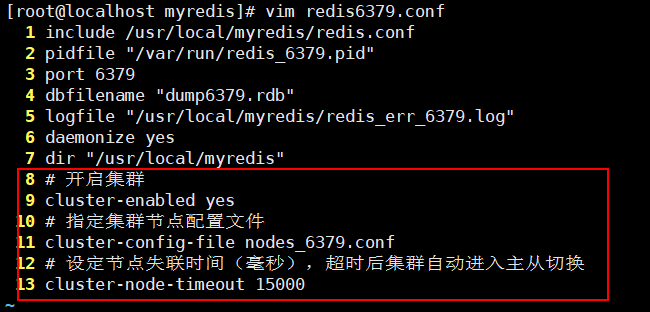 [root@localhost myredis]# vim redis6379.conf
1 include /usr/local/myredis/redis.conf
2 pidfile "/var/run/redis_6379.pid"
3 port 6379
4 dbfilename "dump6379.rdb"
5 logfile "/usr/local/myredis/redis_err_6379.log"
6 daemonize yes
7 dir "/usr/local/myredis"
8 # 开启集群
9 cluster-enabled yes
10 # 指定集群节点配置文件
11 cluster-config-file nodes_6379.conf
12 # 设定节点失联时间（毫秒），超时后集群自动进入主从切换
13 cluster-node-timeout 15000
~